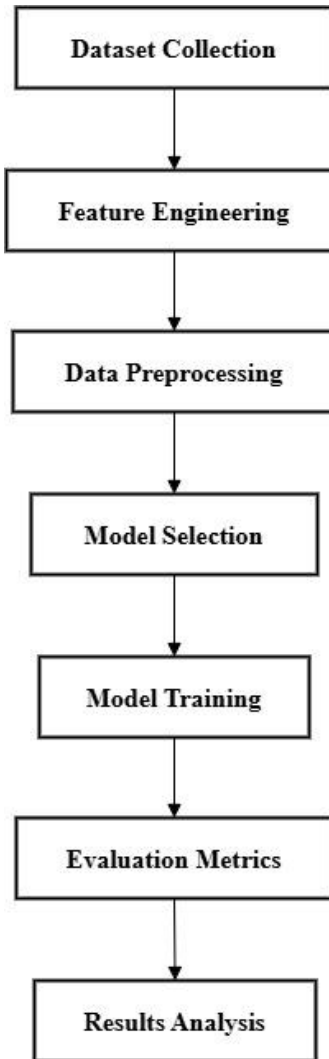 Dataset Collection
Feature Engineering
Data Preprocessing
Model Selection
Model Training
Evaluation Metrics
Results Analysis